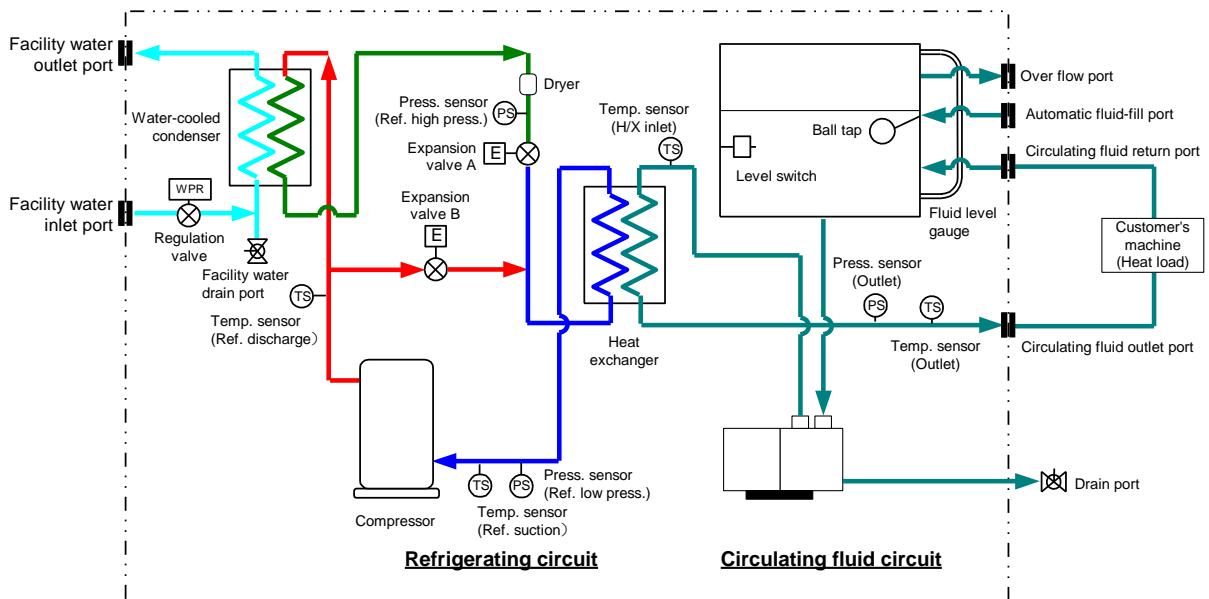 Facility water
outlet port
Water-cooled
condenser
Facility water
inlet port
WPR
Regulation
valve
Facility water
drain port
TS
Temp. sensor
(Ref. discharge)
Compressor
Dryer
Press. sensor
(Ref. high press.)
PS
Expansion
valve A
E
Expansion
valve B
E
Temp. sensor
(H/X inlet)
TS
Heat
exchanger
TS
PS
Press. sensor
(Ref. low press.)
Temp. sensor
(Ref. suction)
Refrigerating circuit
Ball tap
Level switch
Fluid level
gauge
Over flow port
Automatic fluid-fill port
Circulating fluid return port
Customer's
machine
(Heat load)
Press. sensor
(Outlet)
PS
TS
Temp. sensor
(Outlet)
Circulating fluid outlet port
Drain port
Circulating fluid circuit